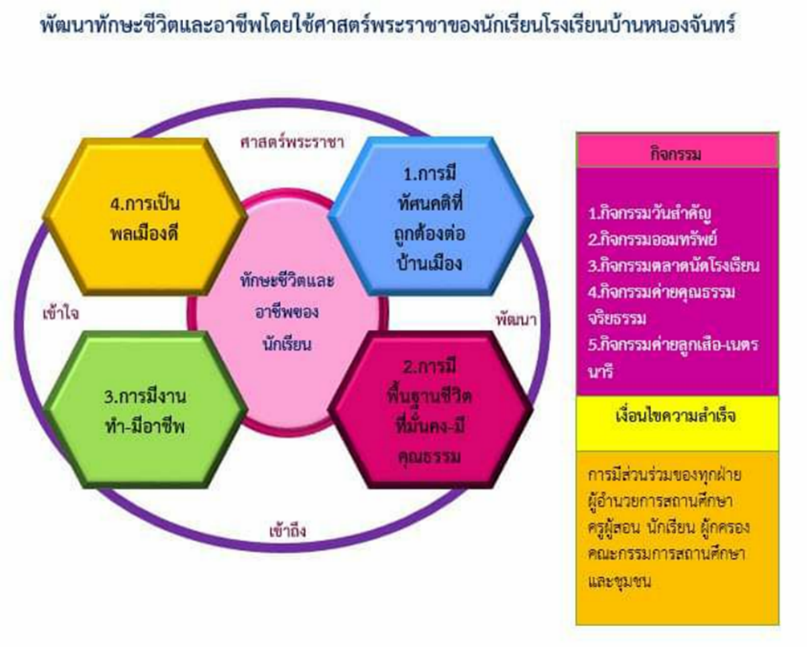 พัฒนาทักษะชีวิตและอาชีพโดยใช้ศาสตร์พระราชาของนักเรียนโรงเรียนบ้านหนองจันทร์
ศาสตร์พระราชา
1.การมี
ทัศนคติที่
ถูกต้องต่อ
บ้านเมือง
4.การเป็น
พลเมืองดี
ทักษะชีวิตและ
อาชีพของ
นักเรียน
เข้าใจ
พัฒนา
3.การมีงาน
ทำ-มีอาชีพ
2.การมี
พื้นฐานชีวิต
ที่มั่นคง-มี
คุณธรรม
เข้าถึง
กิจกรรม
1.กิจกรรมวันสำคัญ
2.กิจกรรมออมทรัพย์
3.กิจกรรมตลาดนัดโรงเรียน
4.กิจกรรมค่ายคุณธรรม
จริยธรรม
5.กิจกรรมค่ายลูกเสือ-เนตร
นารี
เงื่อนไขความสำเร็จ
การมีส่วนร่วมของทุกฝ่าย
ผู้อำนวยการสถานศึกษา
ครูผู้สอน นักเรียน ผู้กครอง
คณะกรรมการสถานศึกษา
และชุมชน